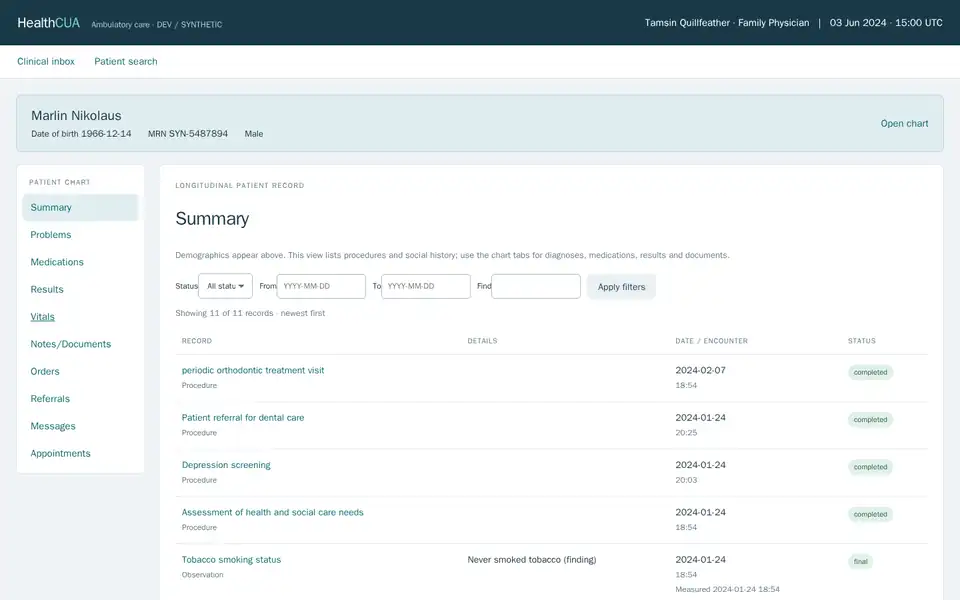 HealthCUA Ambulatory care · DEV / SYNTHETIC Tamsin Quillfeather · Family Physician | 03 Jun 2024 · 15:00 UTC
Clinical inbox Patient search
Marlin Nikolaus
Date of birth 1966-12-14 MRN SYN-5487894 Male
Open chart
PATIENT CHART
Summary
Problems
Medications
Results
Vitals
Notes/Documents
Orders
Referrals
Messages
Appointments
LONGITUDINAL PATIENT RECORD
Summary
Demographics appear above. This view lists procedures and social history; use the chart tabs for diagnoses, medications, results and documents.
Status All statu From YYYY-MM-DD To YYYY-MM-DD Find Apply filters
Showing 11 of 11 records · newest first
RECORD DETAILS DATE / ENCOUNTER STATUS
periodic orthodontic treatment visit 2024-02-07 completed
Procedure 18:54
Patient referral for dental care 2024-01-24 completed
Procedure 20:25
Depression screening 2024-01-24 completed
Procedure 20:03
Assessment of health and social care needs 2024-01-24 completed
Procedure 18:54
Tobacco smoking status Never smoked tobacco (finding) 2024-01-24 final
Observation 18:54
Measured 2024-01-24 18:54